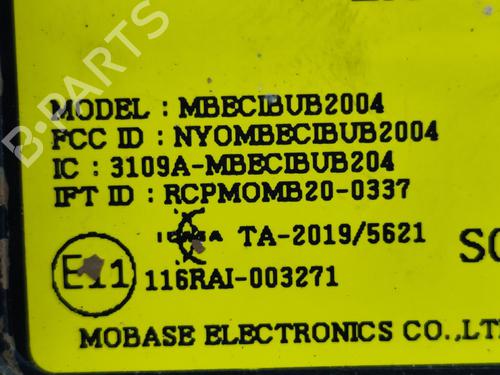 B-PARTS
MODEL : MBECIBUB2004
FCC ID : NYOMBECIBUB2004
IC : 3109A-MBECIBUB204
IFT ID : RCPMOMB20-0337
TA-2019/5621
E11 116RAI-003271
MOBASE ELECTRONICS CO.,LT